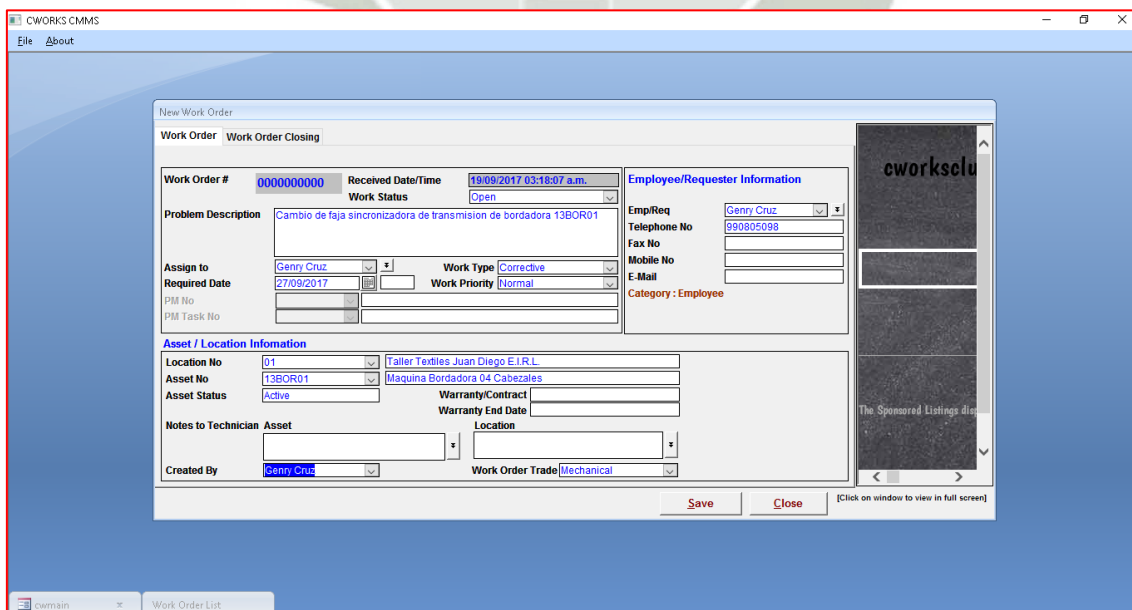 CWORKS CMMS
File About
New Work Order
Work Order Work Order Closing
Work Order # 0000000000 Received Date/Time 19/09/2017 03:18:07 a.m.
Work Status Open
Problem Description Cambio de faja sincronizadora de transmision de bordadora 13BOR01
Assign to Genry Cruz Work Type Corrective
Required Date 27/09/2017 Work Priority Normal
PM No
PM Task No
Employee/Requester Information
Emp/Req Genry Cruz
Telephone No 990805098
Fax No
Mobile No
E-Mail
Category : Employee
Asset / Location Infomation
Location No 01 Taller Textiles Juan Diego E.I.R.L.
Asset No 13BOR01 Maquina Bordadora 04 Cabezales
Asset Status Active Warranty/Contract
Warranty End Date
Notes to Technician Asset Location
Created By Genry Cruz Work Order Trade Mechanical
Save Close
cworksclu
The Sponsored Listings disp
[Click on window to view in full screen]
cwmain x Work Order List